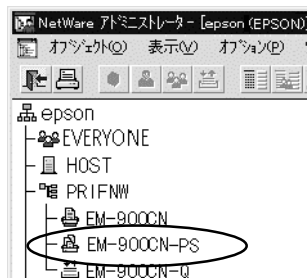 NetWare アドミニストレータ - [epson (EPSON)]
オブジェクト(O) 表示(V) オプション(P)
epson
EVERYONE
HOST
PRIFNW
EM-900CN
EM-900CN-PS
EM-900CN-Q